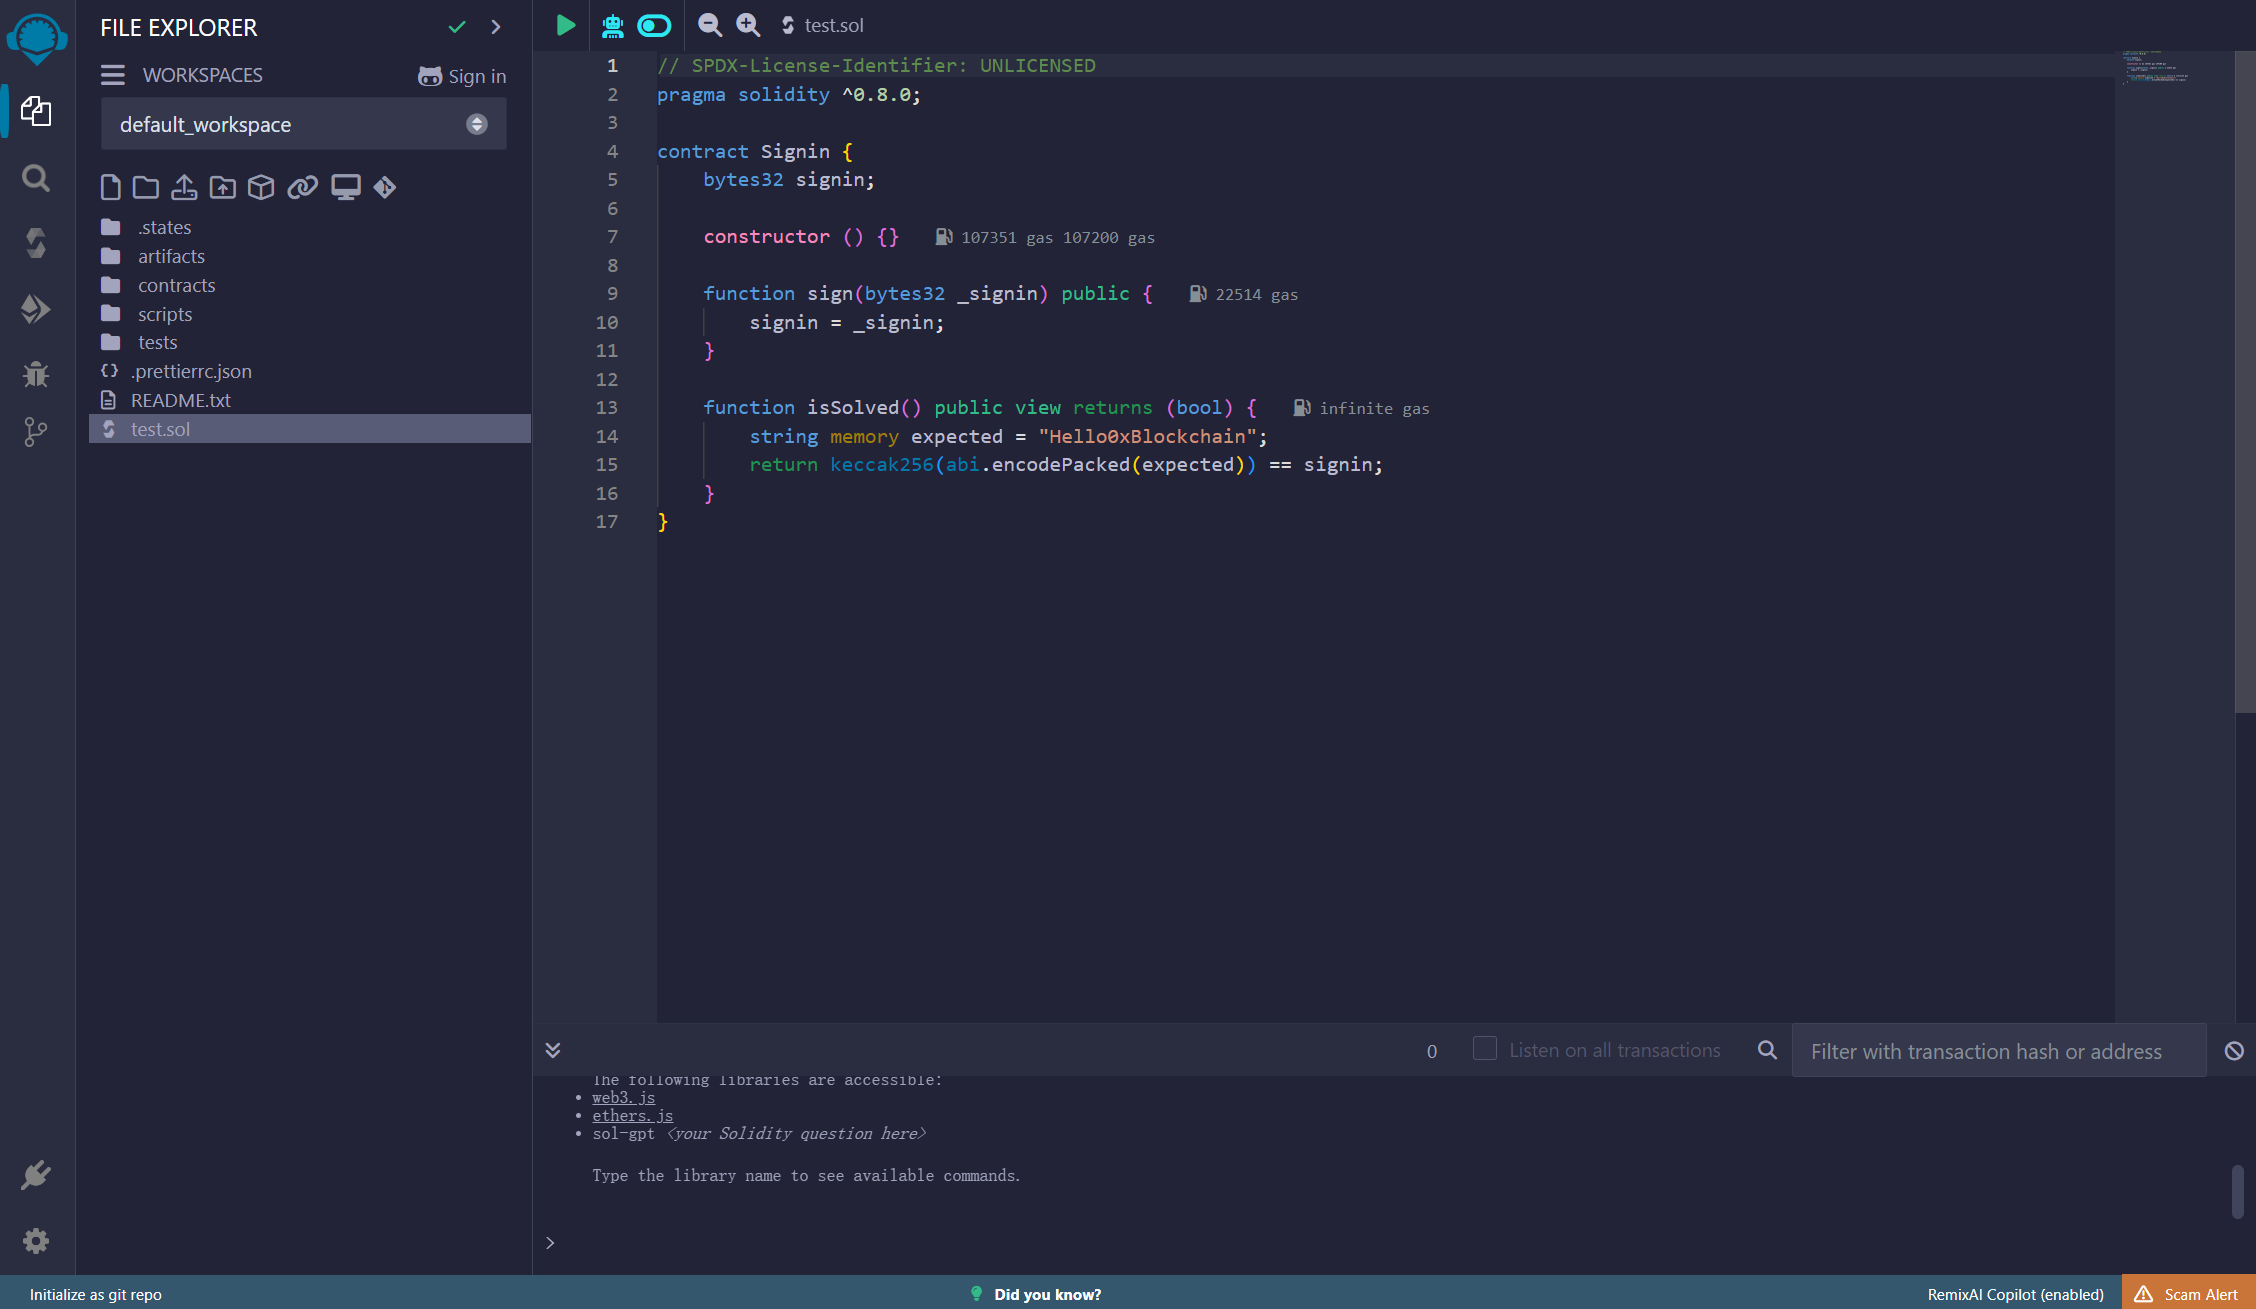 FILE EXPLORER
WORKSPACES
Sign in
default_workspace
.states
artifacts
contracts
scripts
tests
.prettierrc.json
README.txt
test.sol
test.sol
1 // SPDX-License-Identifier: UNLICENSED
2 pragma solidity ^0.8.0;
3
4 contract Signin {
5 bytes32 signin;
6
7 constructor () {} 107351 gas 107200 gas
8
9 function sign(bytes32 _signin) public { 22514 gas
10 signin = _signin;
11 }
12
13 function isSolved() public view returns (bool) { infinite gas
14 string memory expected = "Hello0xBlockchain";
15 return keccak256(abi.encodePacked(expected)) == signin;
16 }
17 }
0 Listen on all transactions Filter with transaction hash or address
The following libraries are accessible:
• web3.js
• ethers.js
• sol-gpt <your Solidity question here>
Type the library name to see available commands.
>
Initialize as git repo
Did you know?
RemixAI Copilot (enabled)
Scam Alert